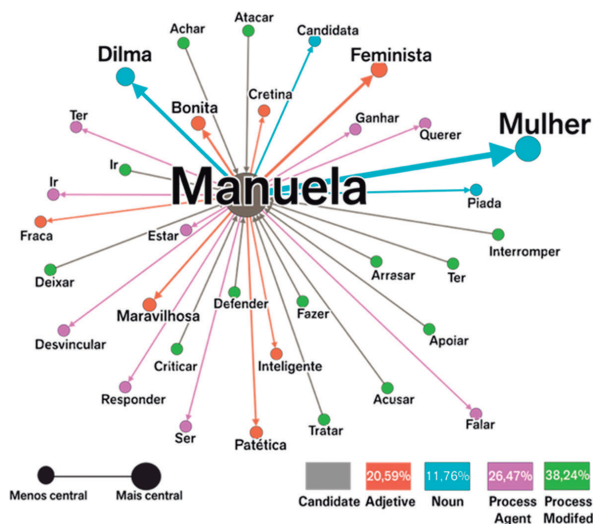 Achar
Atacar
Candidata
Dilma
Feminista
Bonita
Cretina
Ter
Ganhar
Querer
Mulher
Ir
Manuela
Ir
Piada
Fraca
Estar
Interromper
Deixar
Arrasar
Ter
Maravilhosa
Defender
Fazer
Apoiar
Desvincular
Criticar
Inteligente
Responder
Acusar
Ser
Patética
Tratar
Falar
Menos central
Mais central
20,59%
11,76%
26,47%
38,24%
Candidate
Adjetive
Noun
Process
Agent
Process
Modifed